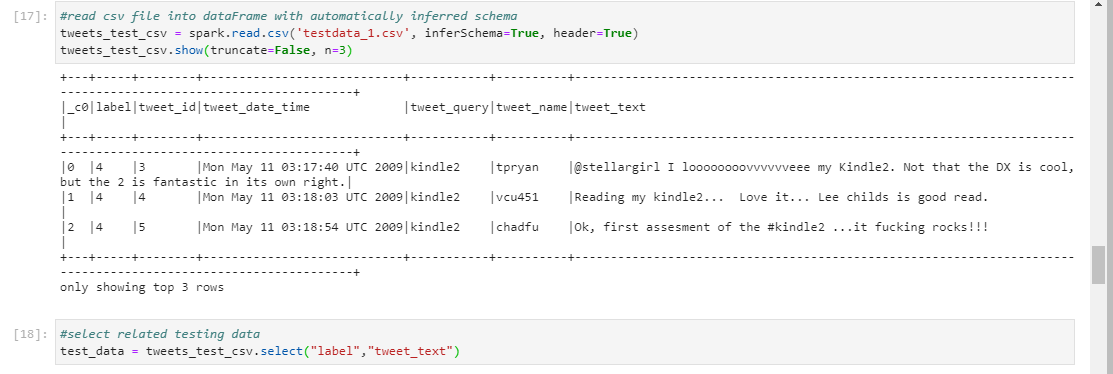 [17]: #read csv file into dataFrame with automatically inferred schema
tweets_test_csv = spark.read.csv('testdata_1.csv', inferSchema=True, header=True)
tweets_test_csv.show(truncate=False, n=3)
+---+-----+--------+----------------------------+-----------+----------+-------------------------------------------------------------------
---------------------------------------+
|_c0|label|tweet_id|tweet_date_time             |tweet_query|tweet_name|tweet_text
|
+---+-----+--------+----------------------------+-----------+----------+-------------------------------------------------------------------
---------------------------------------+
|0  |4    |3       |Mon May 11 03:17:40 UTC 2009|kindle2    |tpryan    |@stellargirl I loooooooovvvvvveee my Kindle2. Not that the DX is cool,
but the 2 is fantastic in its own right.|
|1  |4    |4       |Mon May 11 03:18:03 UTC 2009|kindle2    |vcu451    |Reading my kindle2...  Love it... Lee childs is good read.
|
|2  |4    |5       |Mon May 11 03:18:54 UTC 2009|kindle2    |chadfu    |Ok, first assesment of the #kindle2 ...it fucking rocks!!!
|
+---+-----+--------+----------------------------+-----------+----------+-------------------------------------------------------------------
---------------------------------------+
only showing top 3 rows
[18]: #select related testing data
test_data = tweets_test_csv.select("label","tweet_text")